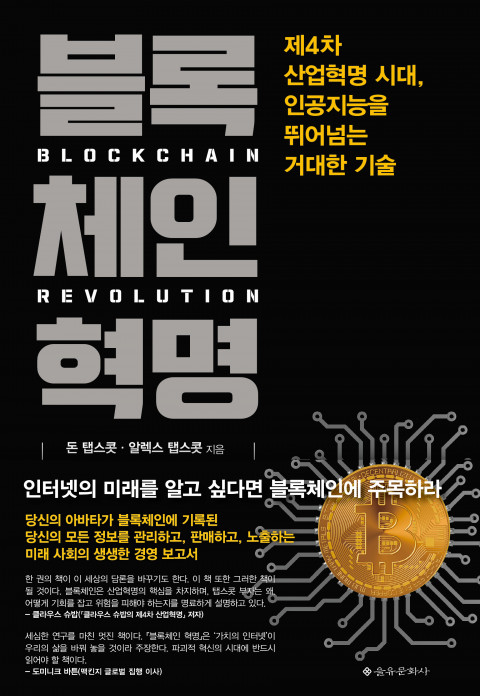 블록
BLOCKCHAIN
체인
REVOLUTION
혁명
제4차
산업혁명 시대,
인공지능을
뛰어넘는
거대한 기술
돈 탭스콧 · 알렉스 탭스콧 지음
인터넷의 미래를 알고 싶다면 블록체인에 주목하라
당신의 아바타가 블록체인에 기록된
당신의 모든 정보를 관리하고, 판매하고, 노출하는
미래 사회의 생생한 경영 보고서
한 권의 책이 이 세상의 담론을 바꾸기도 한다. 이 책 또한 그러한 책이
될 것이다. 블록체인은 산업혁명의 핵심을 차지하며, 탭스콧 부자는 왜,
어떻게 기회를 잡고 위험을 피해야 하는지를 명료하게 설명하고 있다.
– 클라우스 슈밥(『클라우스 슈밥의 제4차 산업혁명』 저자)
세심한 연구를 마친 멋진 책이다. 『블록체인 혁명』은 '가치의 인터넷'이
우리의 삶을 바꿔 놓을 것이라 주장한다. 파괴적 혁신의 시대에 반드시
읽어야 할 책이다.
– 도미니크 바튼(맥킨지 글로벌 집행 이사)
DECENTRALIZED
을유문화사